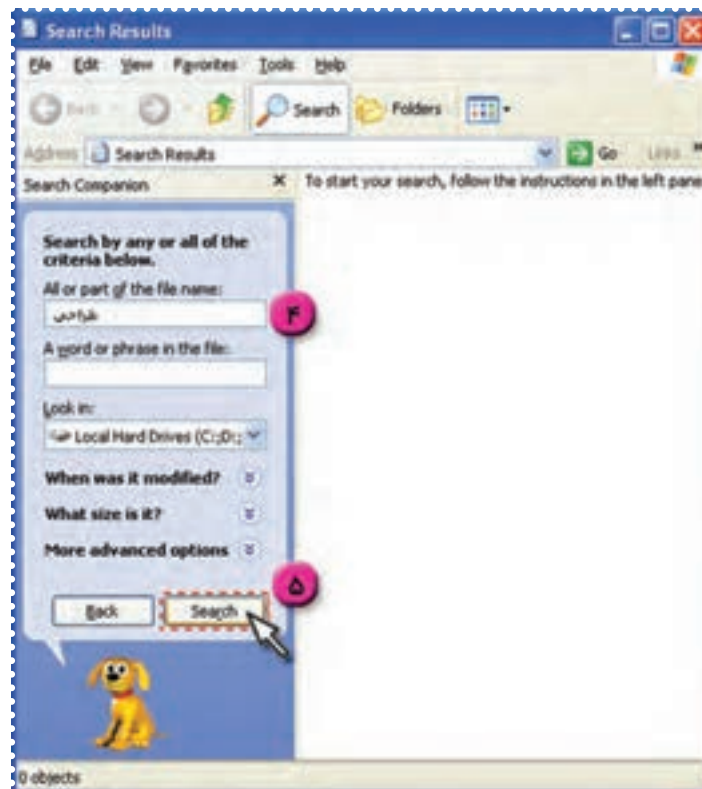 Search Results
File Edit View Favorites Tools Help
Back Search Folders
Address Search Results Go Links »
Search Companion × To start your search, follow the instructions in the left pane
Search by any or all of the
criteria below.
All or part of the file name:
طراحی
۴
A word or phrase in the file:
Look in:
Local Hard Drives (C:;D:;
When was it modified?
What size is it?
More advanced options
۵
Back Search
0 objects